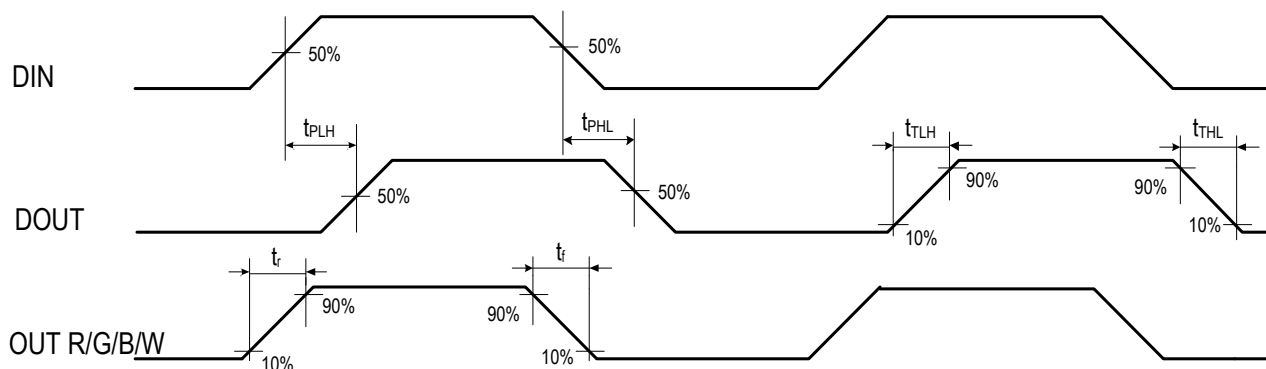 50%
50%
DIN
tPLH
tPHL
tTLH
tTHL
50%
50%
90%
90%
DOUT
10%
10%
tr
tf
90%
90%
OUT R/G/B/W
10%
10%